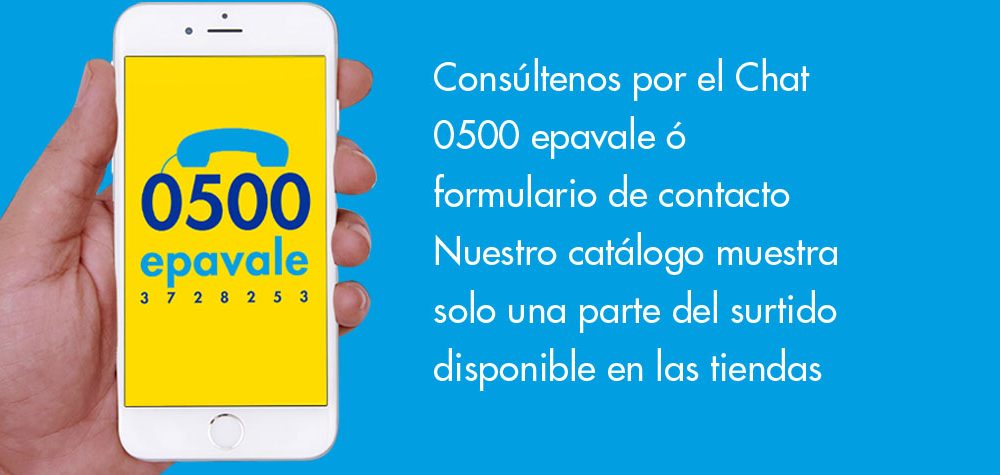 0500
epavale
3 7 2 8 2 5 3
Consúltenos por el Chat
0500 epavale ó
formulario de contacto
Nuestro catálogo muestra
solo una parte del surtido
disponible en las tiendas